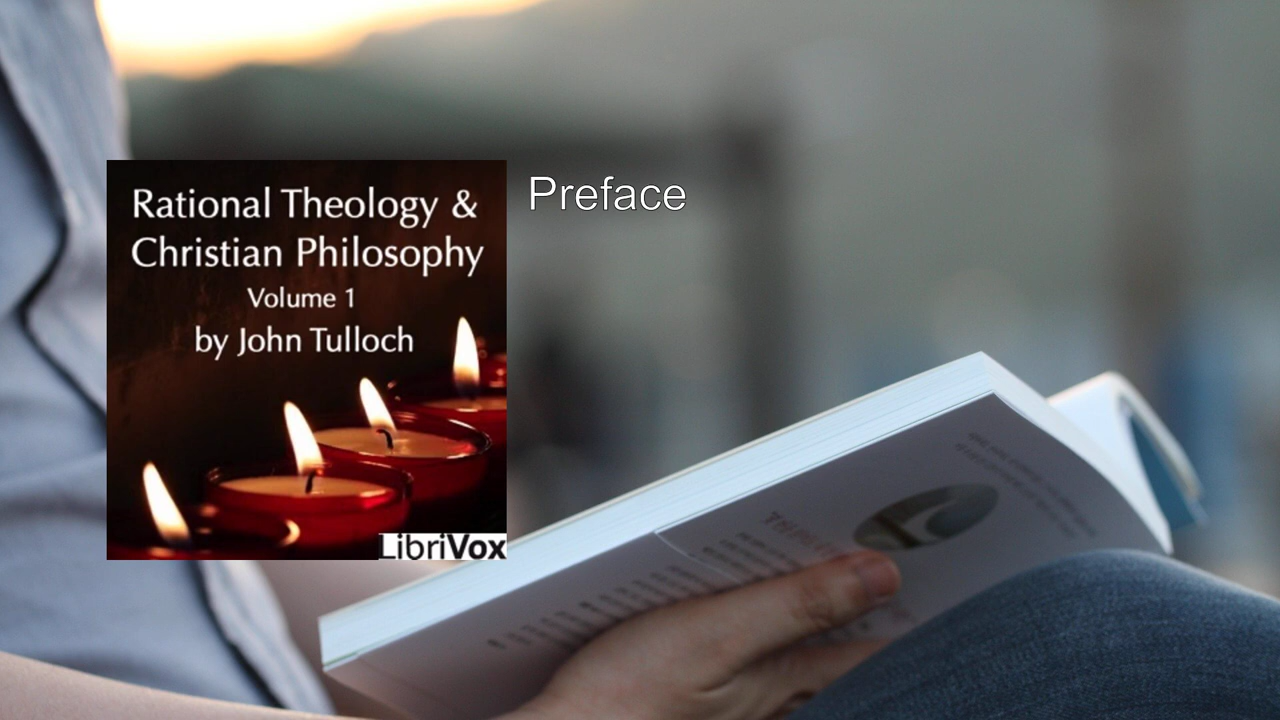 Rational Theology &
Christian Philosophy
Volume 1
by John Tulloch
LibriVox
Preface